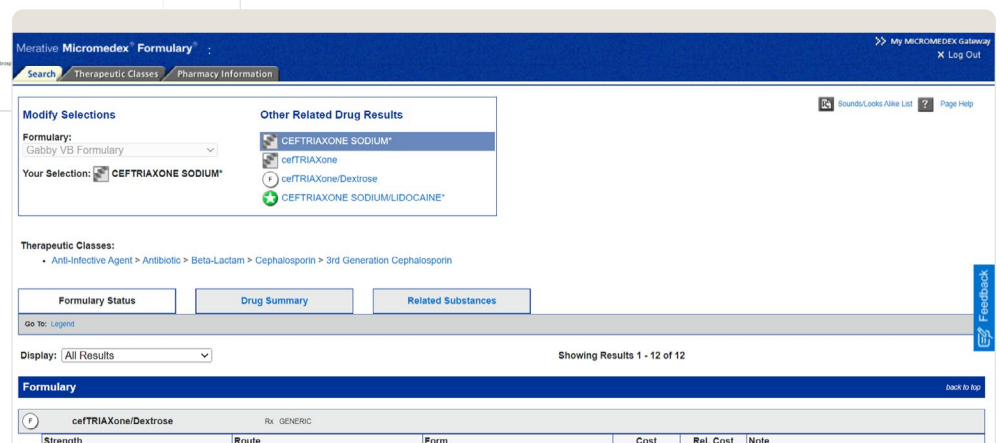 Merative Micromedex® Formulary® :
>> My MICROMEDEX Gateway
X Log Out
Search Therapeutic Classes Pharmacy Information
Sounds/Looks Alike List ? Page Help
Modify Selections
Formulary:
Gabby VB Formulary
Your Selection: CEFTRIAXONE SODIUM*
Other Related Drug Results
CEFTRIAXONE SODIUM*
cefTRIAXone
F cefTRIAXone/Dextrose
CEFTRIAXONE SODIUM/LIDOCAINE*
Therapeutic Classes:
• Anti-Infective Agent > Antibiotic > Beta-Lactam > Cephalosporin > 3rd Generation Cephalosporin
Feedback
Formulary Status Drug Summary Related Substances
Go To: Legend
Display: All Results Showing Results 1 - 12 of 12
Formulary back to top
F cefTRIAXone/Dextrose Rx GENERIC
Strength Route Form Cost Rel. Cost Note